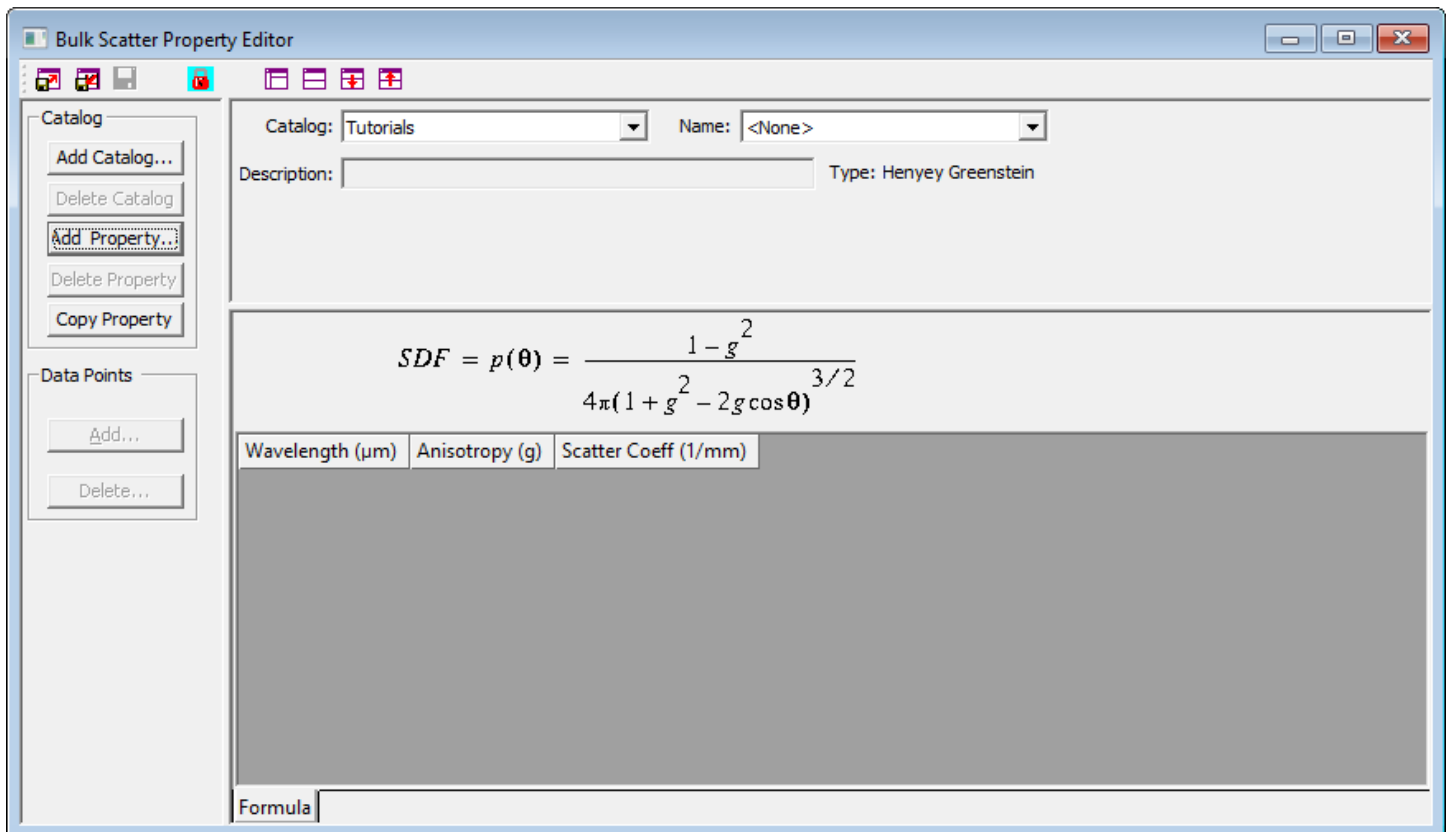 Bulk Scatter Property Editor
Catalog
Add Catalog...
Delete Catalog
Add Property...
Delete Property
Copy Property
Data Points
Add...
Delete...
Catalog: Tutorials Name: <None>
Description: Type: Henyey Greenstein
SDF = p(θ) = (1 − g^2) / (4π(1 + g^2 − 2g cosθ)^3/2)
Wavelength (µm) Anisotropy (g) Scatter Coeff (1/mm)
Formula